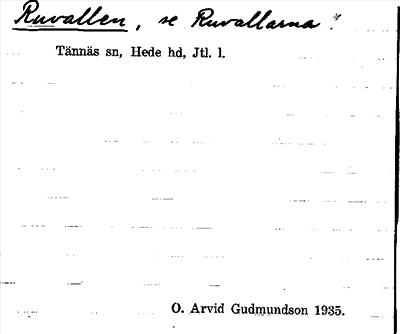 Ruvallen, se Ruvallarna.
Tännäs sn, Hede hd, Jtl. l.
O. Arvid Gudmundson 1935.